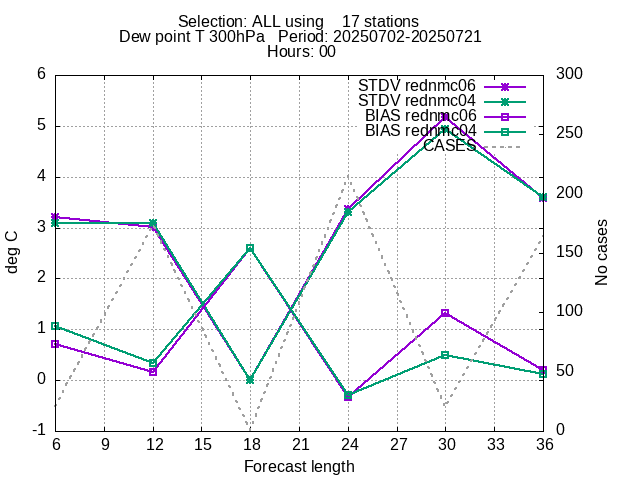 Selection: ALL using 17 stations
Dew point T 300hPa Period: 20250702-20250721
Hours: 00
STDV rednmc06
STDV rednmc04
BIAS rednmc06
BIAS rednmc04
CASES
6
5
4
3
2
1
0
-1
300
250
200
150
100
50
0
deg C
No cases
6 9 12 15 18 21 24 27 30 33 36
Forecast length